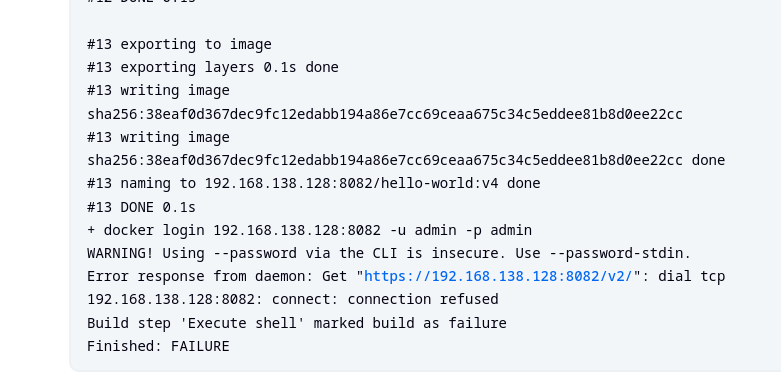 #12 DONE 0.1s
#13 exporting to image
#13 exporting layers 0.1s done
#13 writing image
sha256:38eaf0d367dec9fc12edabb194a86e7cc69ceaa675c34c5eddee81b8d0ee22cc
#13 writing image
sha256:38eaf0d367dec9fc12edabb194a86e7cc69ceaa675c34c5eddee81b8d0ee22cc done
#13 naming to 192.168.138.128:8082/hello-world:v4 done
#13 DONE 0.1s
+ docker login 192.168.138.128:8082 -u admin -p admin
WARNING! Using --password via the CLI is insecure. Use --password-stdin.
Error response from daemon: Get "https://192.168.138.128:8082/v2/": dial tcp
192.168.138.128:8082: connect: connection refused
Build step 'Execute shell' marked build as failure
Finished: FAILURE